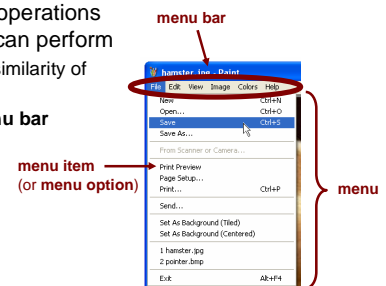 operations
menu bar
can perform
similarity of
nu bar
hamster.jpg - Paint
File Edit View Image Colors Help
New Ctrl+N
Open... Ctrl+O
Save Ctrl+S
Save As...
From Scanner or Camera...
menu item
(or menu option)
Print Preview
Page Setup...
Print... Ctrl+P
menu
Send...
Set As Background (Tiled)
Set As Background (Centered)
1 hamster.jpg
2 pointer.bmp
Exit Alt+F4